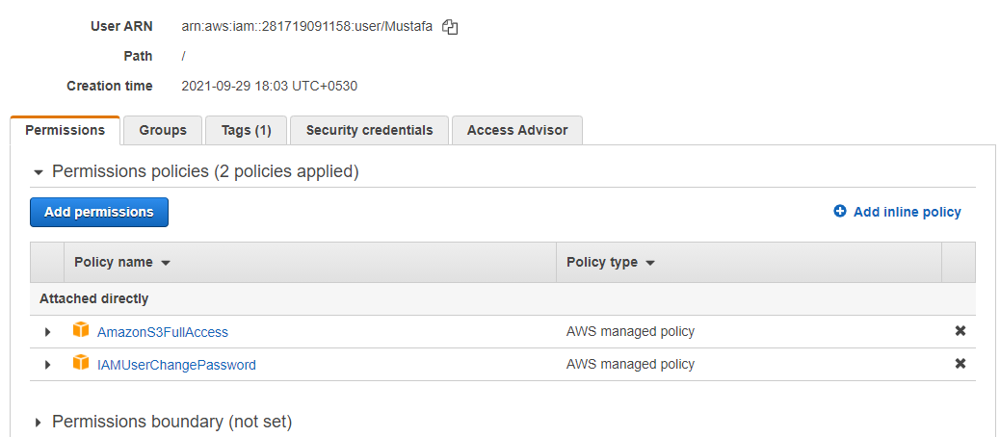 User ARN arn:aws:iam::281719091158:user/Mustafa
Path /
Creation time 2021-09-29 18:03 UTC+0530
Permissions Groups Tags (1) Security credentials Access Advisor
Permissions policies (2 policies applied)
Add permissions Add inline policy
Policy name Policy type
Attached directly
AmazonS3FullAccess AWS managed policy
IAMUserChangePassword AWS managed policy
Permissions boundary (not set)